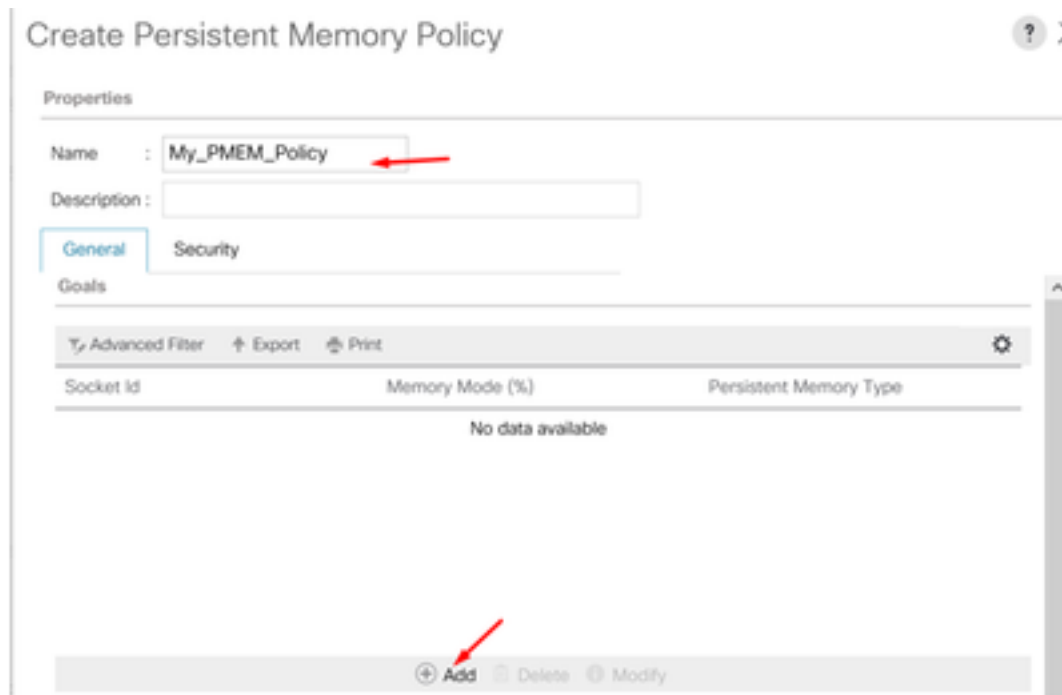 Create Persistent Memory Policy ?
Properties
Name : My_PMEM_Policy
Description :
General Security
Goals
Advanced Filter Export Print
Socket Id Memory Mode (%) Persistent Memory Type
No data available
Add Delete Modify